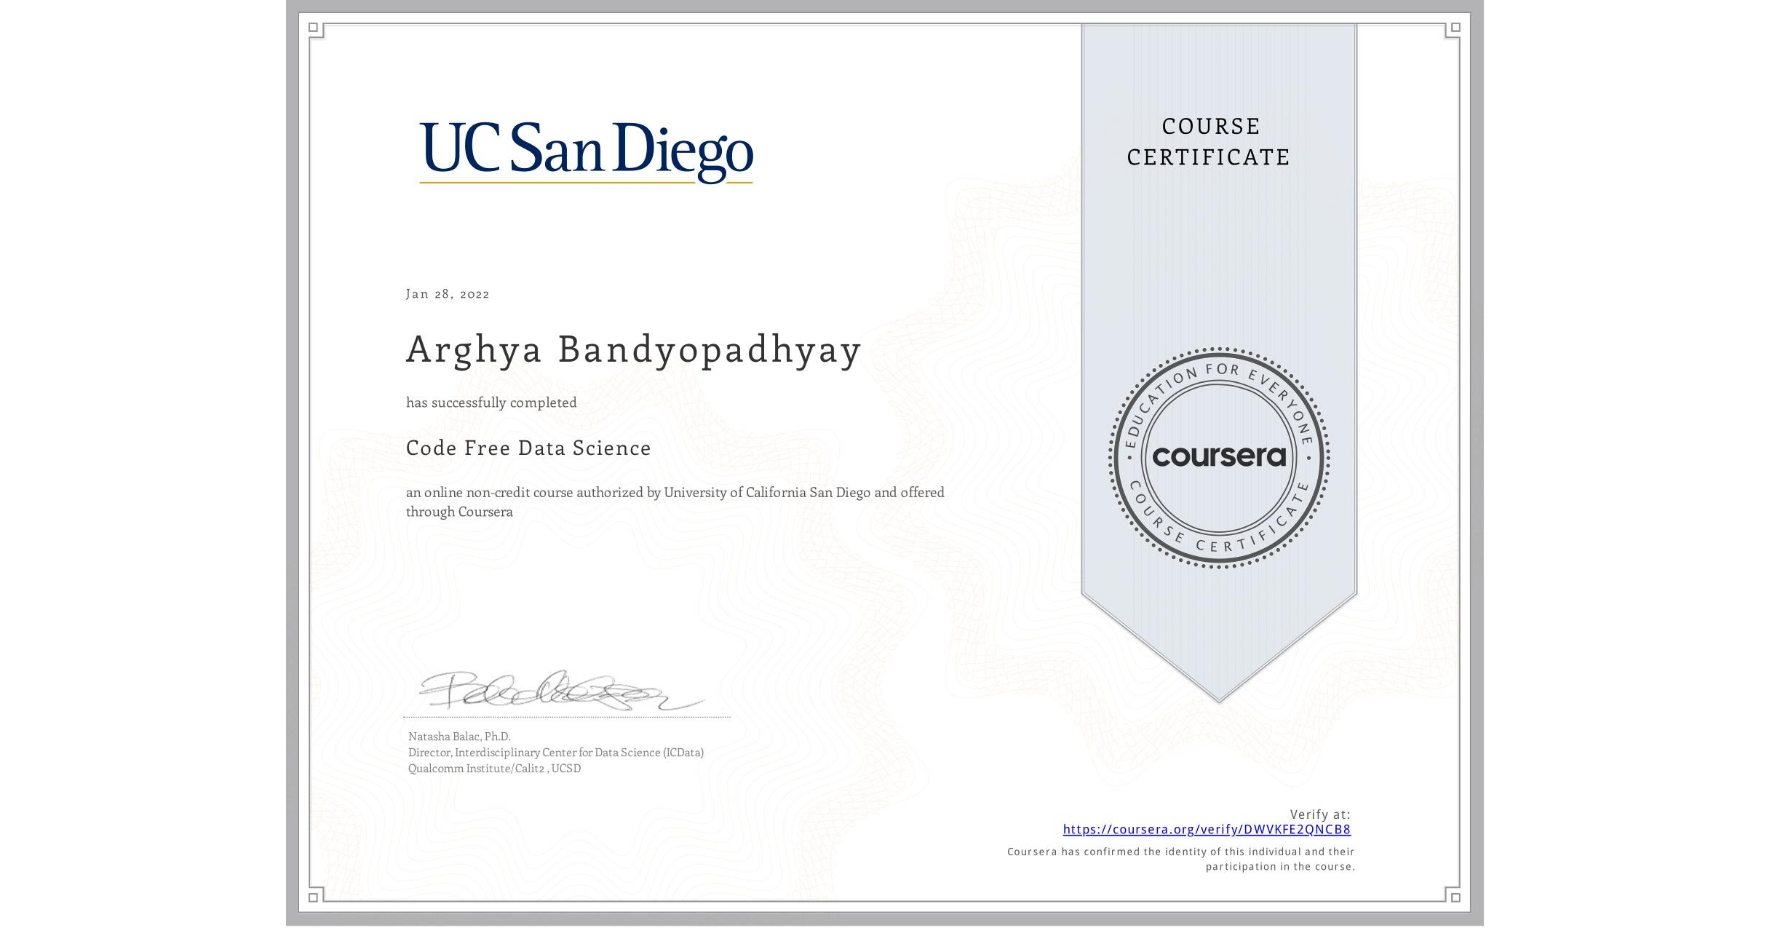 UC San Diego
COURSE
CERTIFICATE
Jan 28, 2022
Arghya Bandyopadhyay
has successfully completed
Code Free Data Science
an online non-credit course authorized by University of California San Diego and offered
through Coursera
EDUCATION FOR EVERYONE
coursera
COURSE CERTIFICATE
Natasha Balac, Ph.D.
Director, Interdisciplinary Center for Data Science (ICData)
Qualcomm Institute/Calit2 , UCSD
Verify at:
https://coursera.org/verify/DWVKFE2QNCB8
Coursera has confirmed the identity of this individual and their
participation in the course.